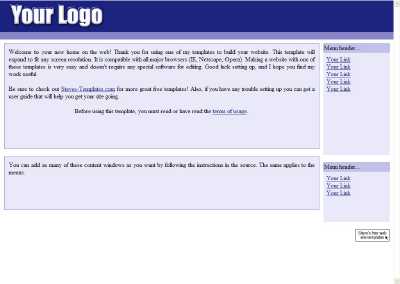 Your Logo
Welcome to your new home on the web! Thank you for using one of my templates to build your website. This template
will expand to fit any screen resolution. It is compatible with all major browsers (IE, Netscape, Opera). Making a website with one of
these templates is very easy and doesn't require any special software for editing. Good luck setting up, and I hope you find my
work useful.
Be sure to check out Steves-Templates.com for more great free templates! Also, if you have any trouble setting up you can get a
user guide that will help you get your site going.
Before using this template, you must read or have read the terms of usage.
Menu header...
Your Link
Your Link
Your Link
Your Link
Your Link
You can add as many of these content windows as you want by following the instructions in the source. The same applies to the
menus.
Menu header...
Your Link
Your Link
Your Link
Steve's free web
site templates